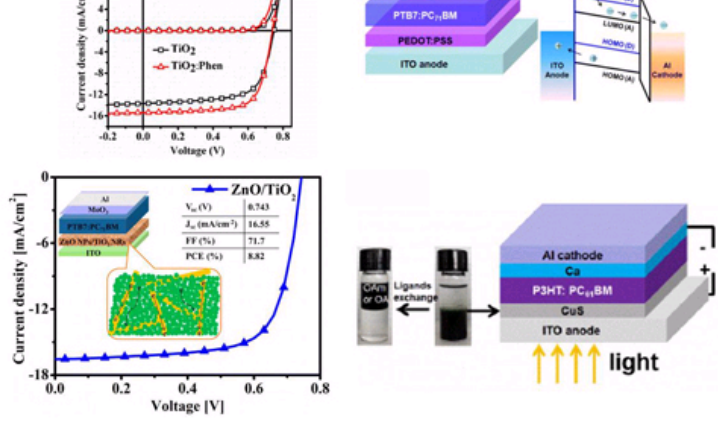 Current density (mA/cm
4
0
-4
-8
-12
-16
TiO2
TiO2:Phen
-0.2 0.0 0.2 0.4 0.6 0.8
Voltage (V)
PTB7:PC71BM
PEDOT:PSS
ITO anode
LUMO (A)
HOMO (D)
HOMO (A)
ITO
Anode
Al
Cathode
Current density [mA/cm2]
0
-6
-12
-18
ZnO/TiO2
Voc (V) 0.743
Jsc (mA/cm2) 16.55
FF (%) 71.7
PCE (%) 8.82
Al
MoO3
PTB7:PC71BM
ZnO NPs/TiO2 NRs
ITO
0.0 0.2 0.4 0.6 0.8
Voltage [V]
OAm
or OA
Ligands
exchange
Al cathode
Ca
P3HT: PC61BM
CuS
ITO anode
-
+
light